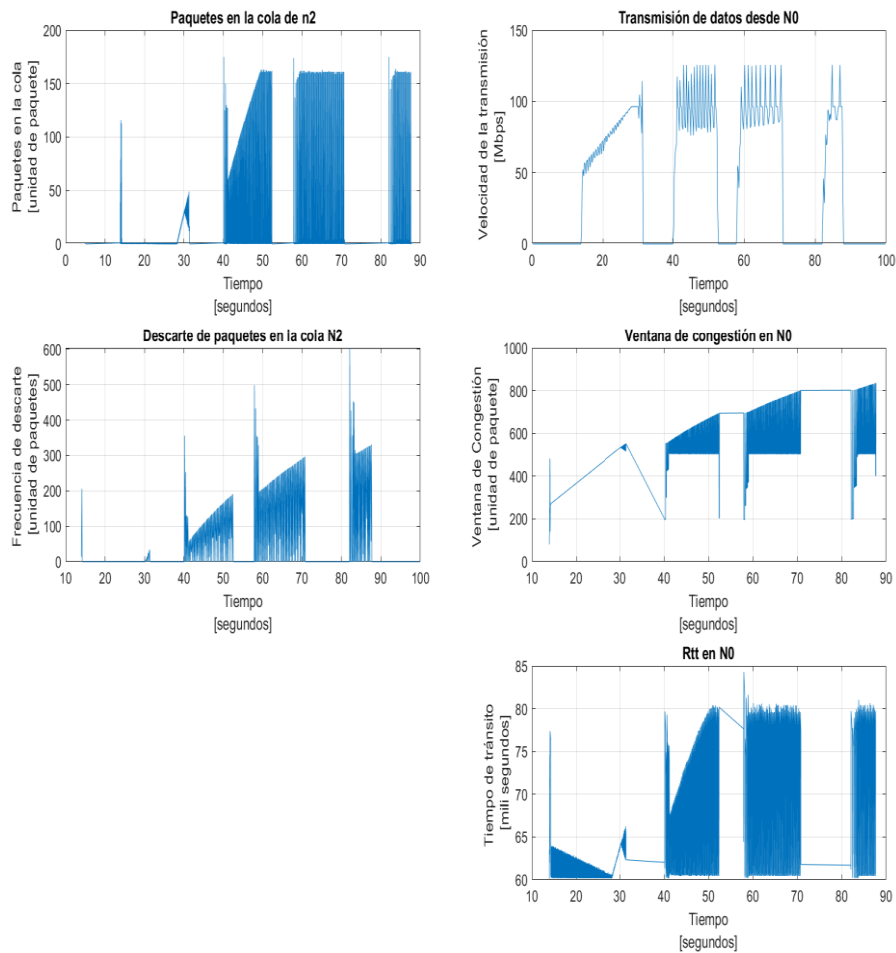 Paquetes en la cola de n2
200
150
100
50
0
0 10 20 30 40 50 60 70 80 90
Paquetes en la cola
[unidad de paquete]
Tiempo
[segundos]
Transmisión de datos desde N0
150
100
50
0
0 20 40 60 80 100
Velocidad de la transmisión
[Mbps]
Tiempo
[segundos]
Descarte de paquetes en la cola N2
600
500
400
300
200
100
0
10 20 30 40 50 60 70 80 90 100
Frecuencia de descarte
[unidad de paquetes]
Tiempo
[segundos]
Ventana de congestión en N0
1000
800
600
400
200
0
10 20 30 40 50 60 70 80 90
Ventana de Congestión
[unidad de paquete]
Tiempo
[segundos]
Rtt en N0
85
80
75
70
65
60
10 20 30 40 50 60 70 80 90
Tiempo de tránsito
[mili segundos]
Tiempo
[segundos]